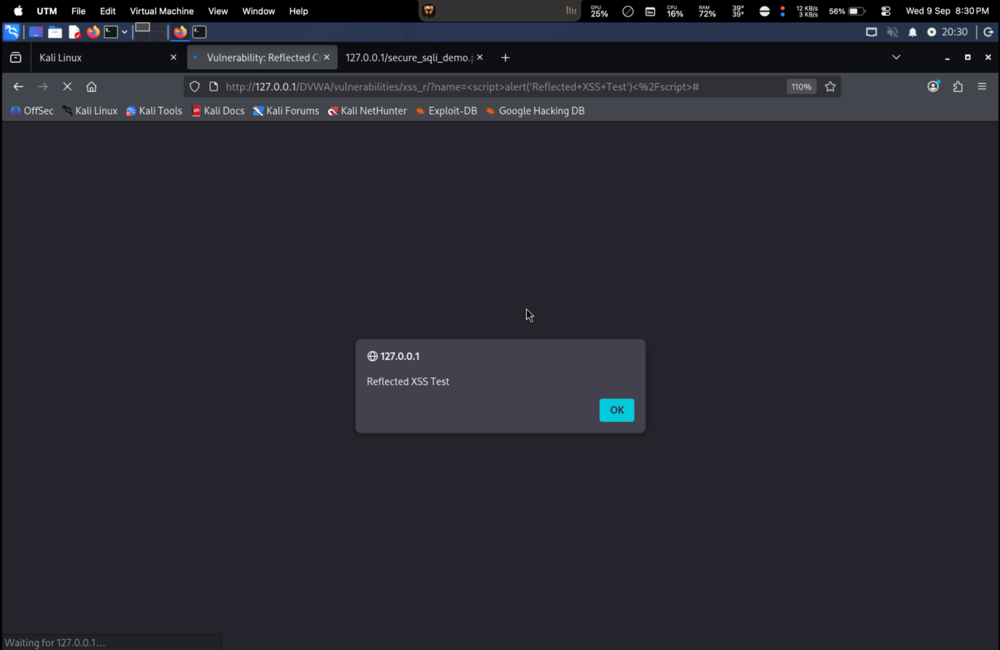 UTM File Edit Virtual Machine View Window Help GPU 25% CPU 16% RAM 72% 39° 39° 12 KB/s 3 KB/s 56% Wed 9 Sep 8:30 PM
20:30
Kali Linux Vulnerability: Reflected C 127.0.0.1/secure_sqli_demo.p
http://127.0.0.1/DVWA/vulnerabilities/xss_r/?name=<script>alert('Reflected+XSS+Test')<%2Fscript># 110%
OffSec Kali Linux Kali Tools Kali Docs Kali Forums Kali NetHunter Exploit-DB Google Hacking DB
127.0.0.1
Reflected XSS Test
OK
Waiting for 127.0.0.1...